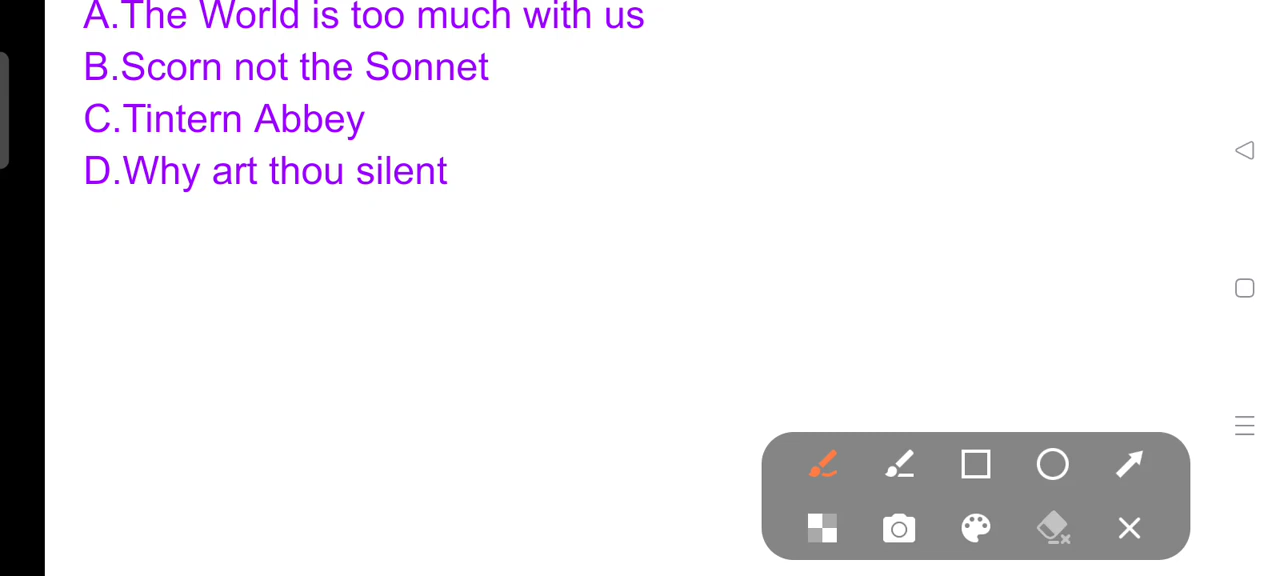 A.The World is too much with us
B.Scorn not the Sonnet
C.Tintern Abbey
D.Why art thou silent